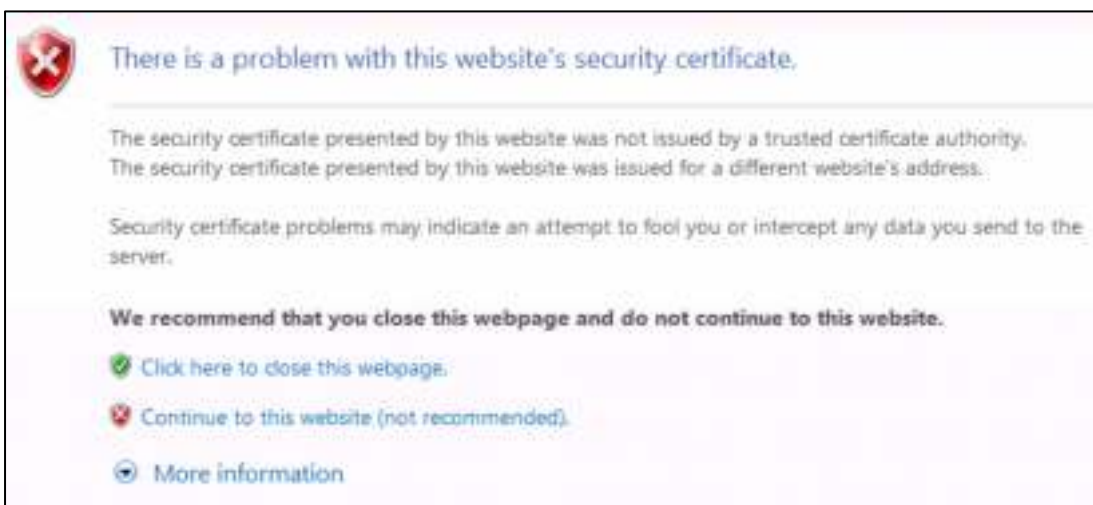 There is a problem with this website's security certificate.
The security certificate presented by this website was not issued by a trusted certificate authority.
The security certificate presented by this website was issued for a different website's address.
Security certificate problems may indicate an attempt to fool you or intercept any data you send to the
server.
We recommend that you close this webpage and do not continue to this website.
Click here to close this webpage.
Continue to this website (not recommended).
More information